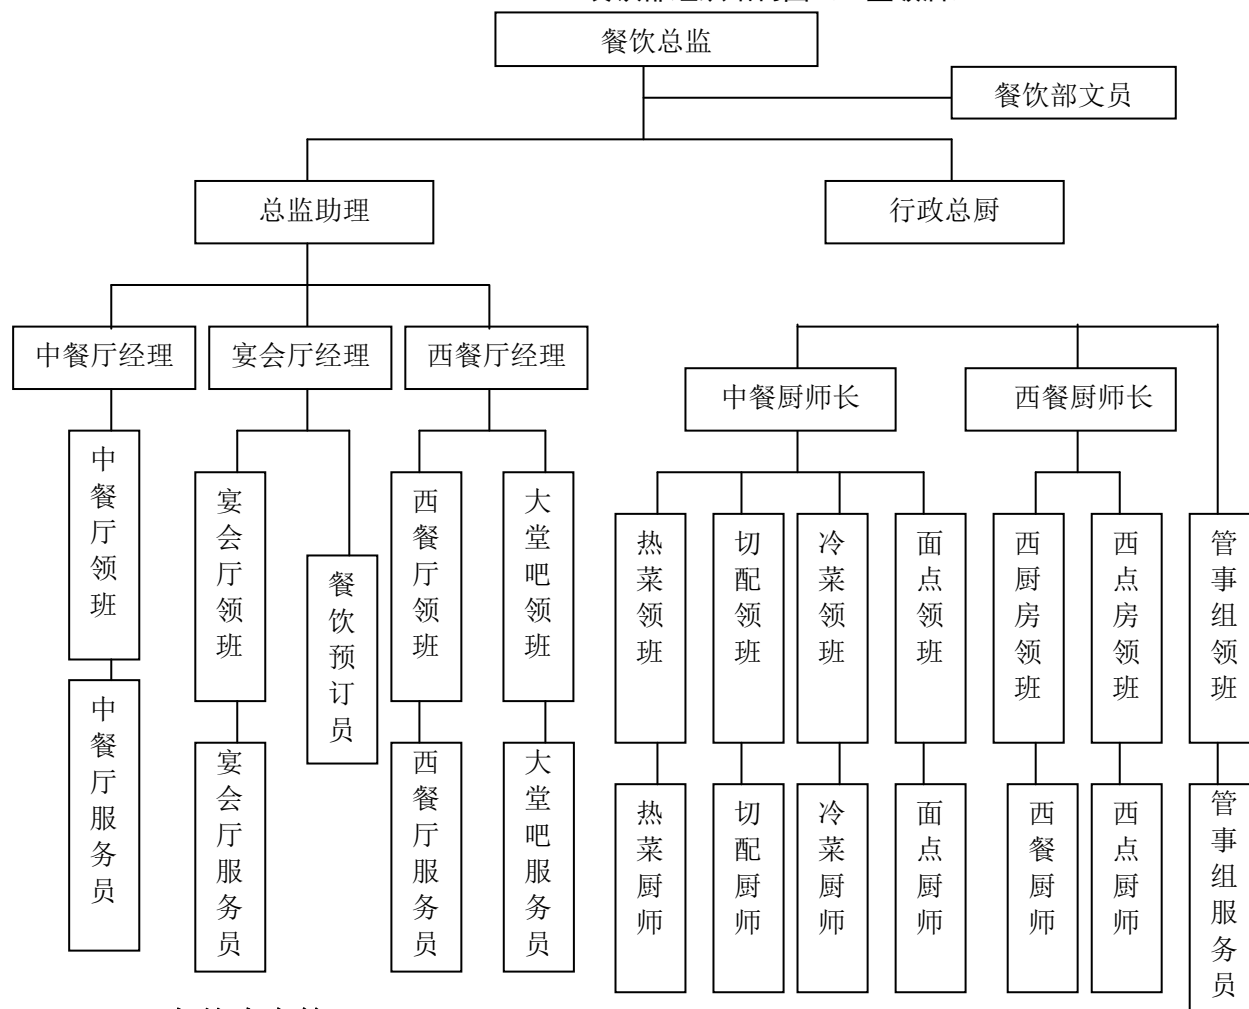 餐饮总监
餐饮部文员
总监助理
行政总厨
中餐厅经理
宴会厅经理
西餐厅经理
中餐厨师长
西餐厨师长
中餐厅领班
宴会厅领班
餐饮预订员
西餐厅领班
大堂吧领班
热菜领班
切配领班
冷菜领班
面点领班
西厨房领班
西点房领班
管事组领班
中餐厅服务员
宴会厅服务员
西餐厅服务员
大堂吧服务员
热菜厨师
切配厨师
冷菜厨师
面点厨师
西餐厨师
西点厨师
管事组服务员